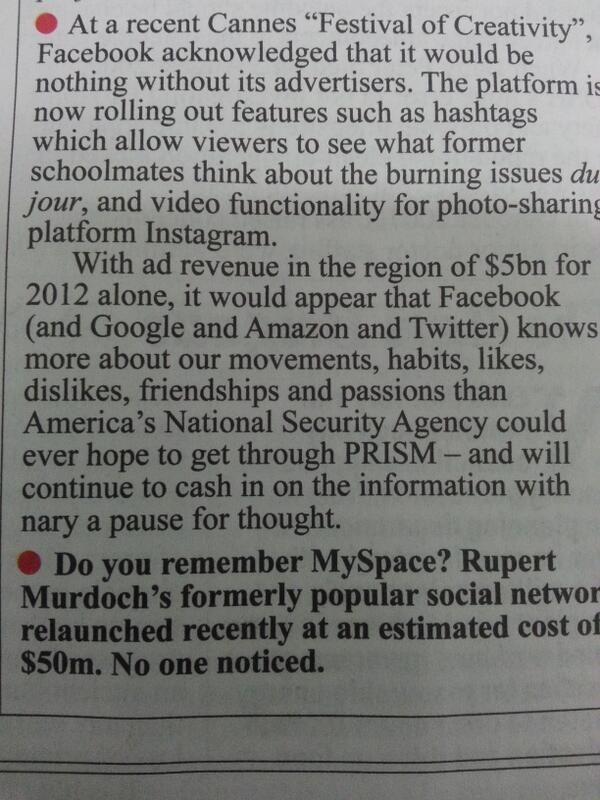 At a recent Cannes “Festival of Creativity”,
Facebook acknowledged that it would be
nothing without its advertisers. The platform is
now rolling out features such as hashtags
which allow viewers to see what former
schoolmates think about the burning issues du
jour, and video functionality for photo-sharing
platform Instagram.
With ad revenue in the region of $5bn for
2012 alone, it would appear that Facebook
(and Google and Amazon and Twitter) knows
more about our movements, habits, likes,
dislikes, friendships and passions than
America’s National Security Agency could
ever hope to get through PRISM – and will
continue to cash in on the information with
nary a pause for thought.
Do you remember MySpace? Rupert
Murdoch’s formerly popular social networ
relaunched recently at an estimated cost of
$50m. No one noticed.